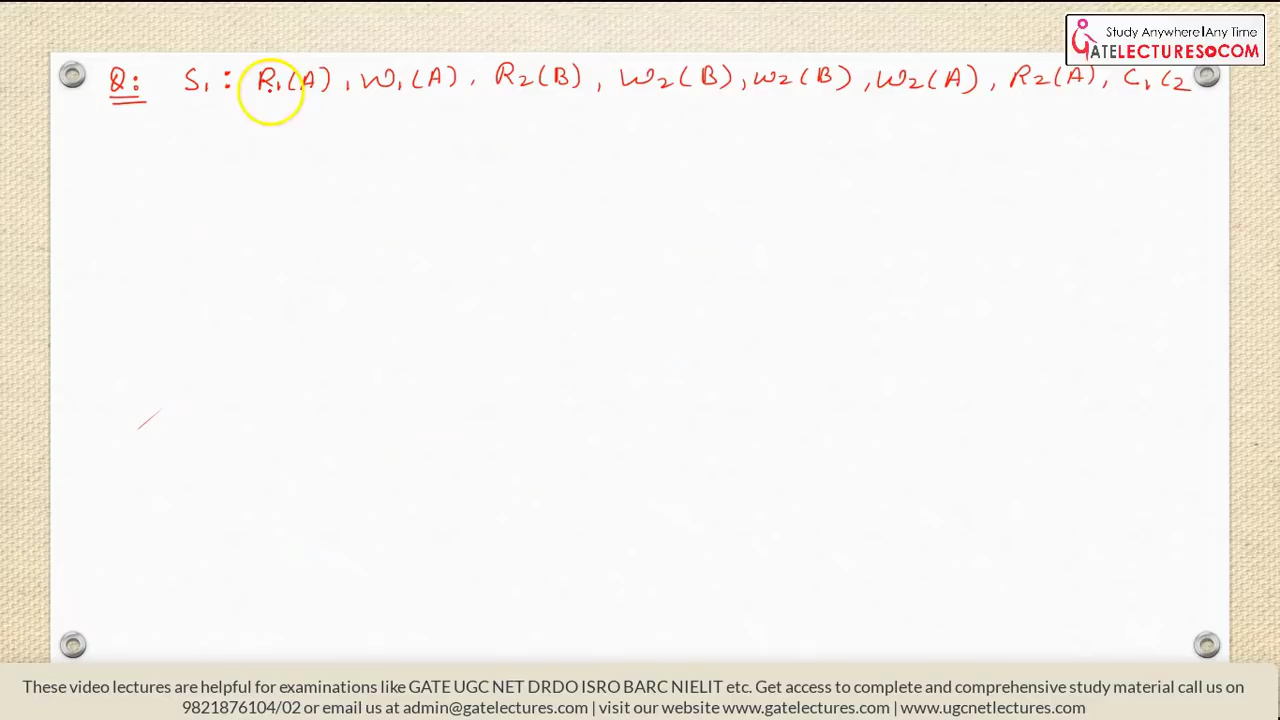 Study Anywhere|Any Time
GATELECTURES.COM
Q: S1 : R1(A), W1(A), R2(B), W2(B), W2(B), W2(A), R2(A), C1 C2
These video lectures are helpful for examinations like GATE UGC NET DRDO ISRO BARC NIELIT etc. Get access to complete and comprehensive study material call us on
9821876104/02 or email us at admin@gatelectures.com | visit our website www.gatelectures.com | www.ugcnetlectures.com